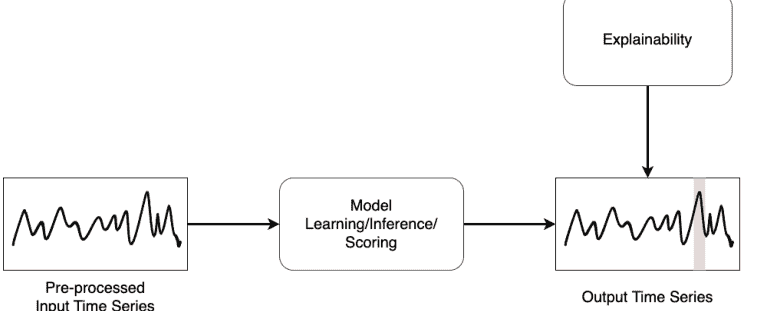 Explainability
Model
Learning/Inference/
Scoring
Pre-processed
Input Time Series
Output Time Series